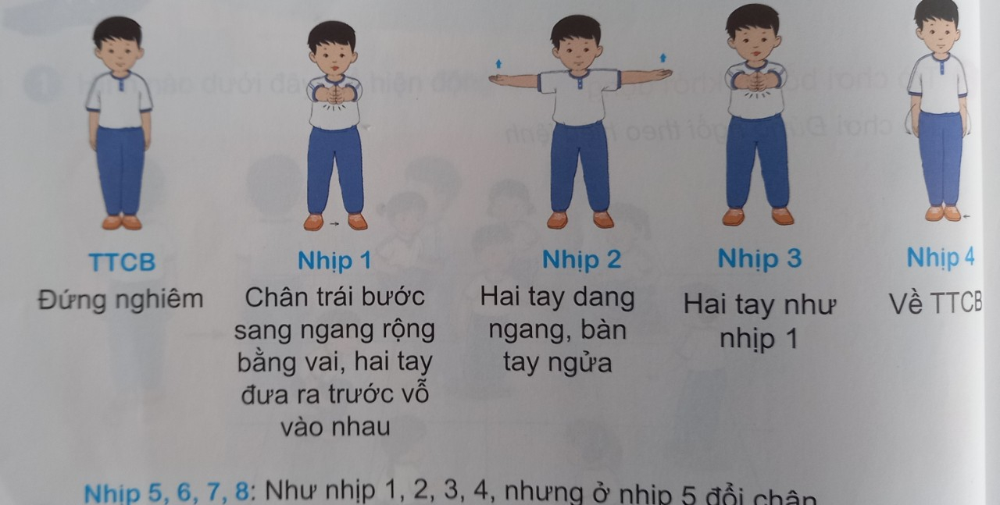 TTCB
Đứng nghiêm
Nhịp 1
Chân trái bước
sang ngang rộng
bằng vai, hai tay
đưa ra trước vỗ
vào nhau
Nhịp 2
Hai tay dang
ngang, bàn
tay ngửa
Nhịp 3
Hai tay như
nhịp 1
Nhịp 4
Về TTCB
Nhịp 5, 6, 7, 8: Như nhịp 1, 2, 3, 4, nhưng ở nhịp 5 đổi chân